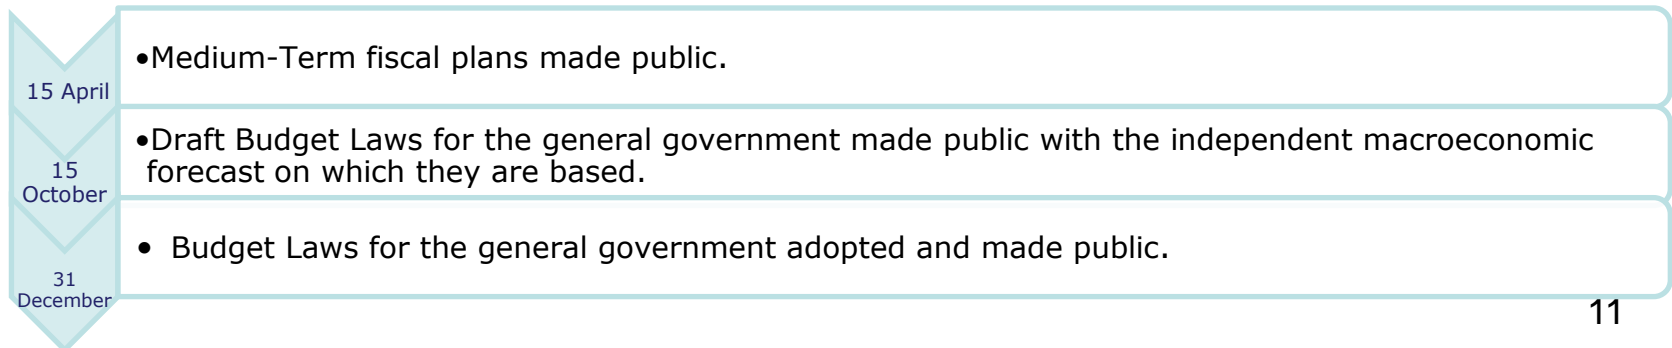 15 April
•Medium-Term fiscal plans made public.
15
October
•Draft Budget Laws for the general government made public with the independent macroeconomic
forecast on which they are based.
31
December
• Budget Laws for the general government adopted and made public.
11